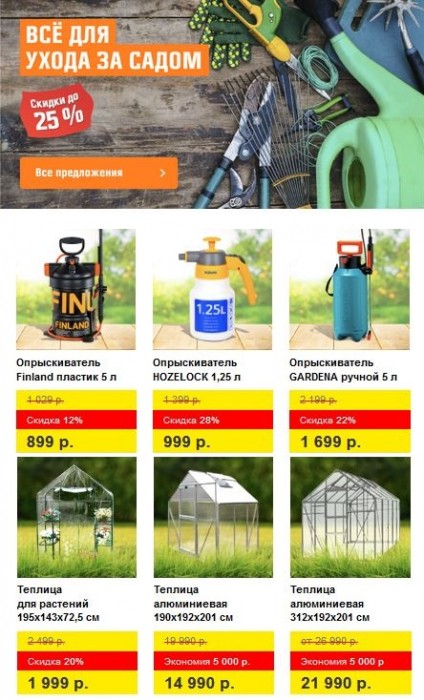 ВСЁ ДЛЯ
УХОДА ЗА САДОМ
Скидки до
25 %
Все предложения
FINL
FINLAND
1.25L
Опрыскиватель
Finland пластик 5 л
Опрыскиватель
HOZELOCK 1,25 л
Опрыскиватель
GARDENA ручной 5 л
1 029 р.
1 399 р.
2 199 р.
Скидка 12%
Скидка 28%
Скидка 22%
899 р.
999 р.
1 699 р.
Теплица
для растений
195x143x72,5 см
Теплица
алюминиевая
190x192x201 см
Теплица
алюминиевая
312x192x201 см
2 499 р.
19 990 р.
от 26 990 р.
Скидка 20%
Экономия 5 000 р.
Экономия 5 000 р
1 999 р.
14 990 р.
21 990 р.